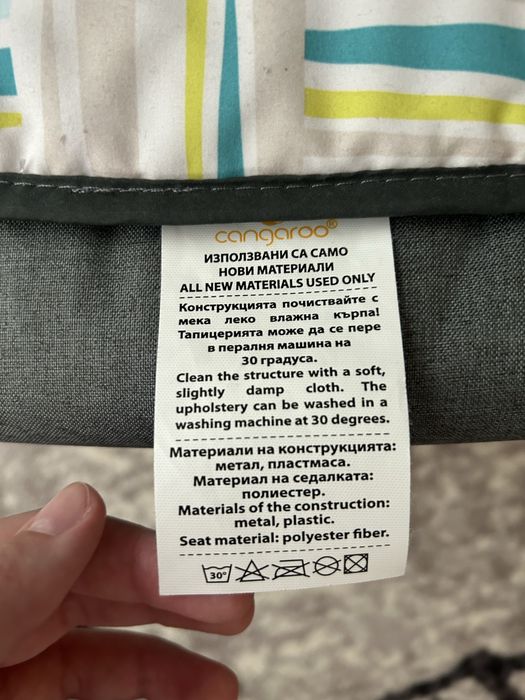 cangaroo®
ИЗПОЛЗВАНИ СА САМО
НОВИ МАТЕРИАЛИ
ALL NEW MATERIALS USED ONLY
Конструкцията почиствайте с
мека леко влажна кърпа!
Тапицерията може да се пере
в пералня машина на
30 градуса.
Clean the structure with a soft,
slightly damp cloth. The
upholstery can be washed in a
washing machine at 30 degrees.
Материали на конструкцията:
метал, пластмаса.
Материал на седалката:
полиестер.
Materials of the construction:
metal, plastic.
Seat material: polyester fiber.
30°